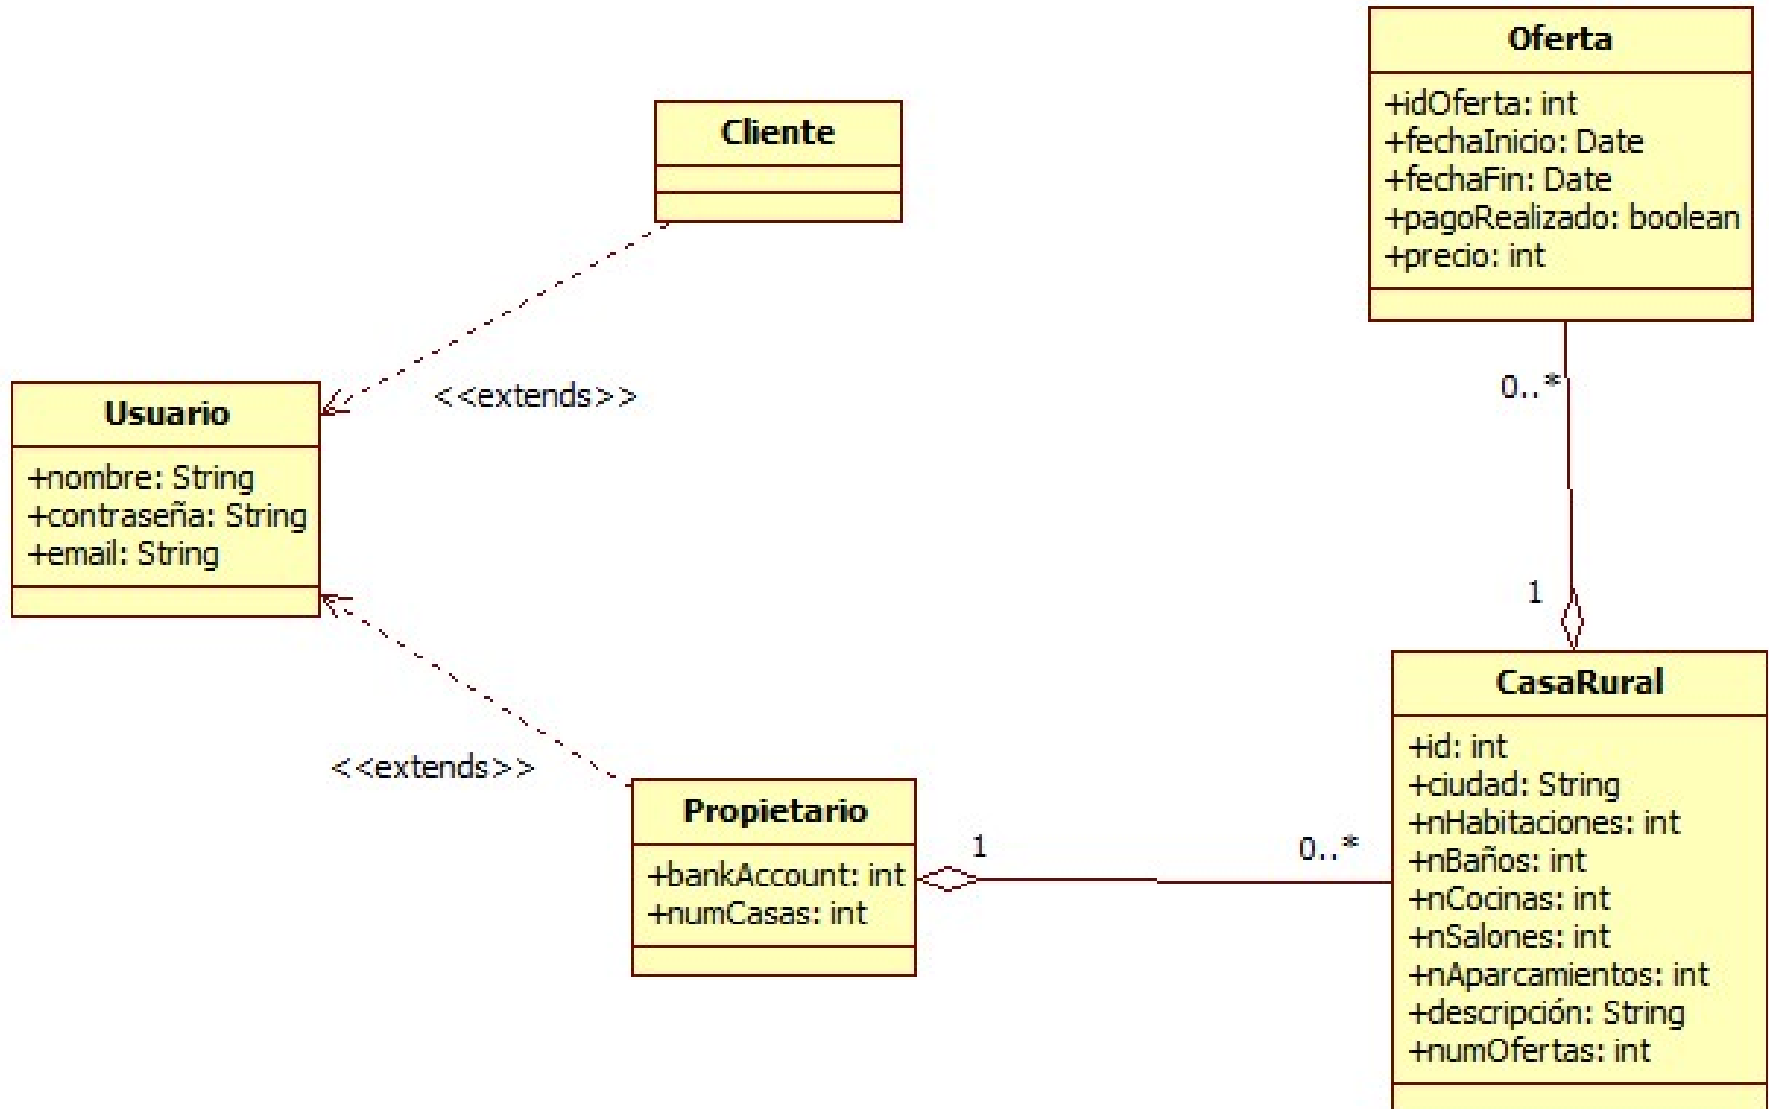 Oferta
+idOferta: int
+fechaInicio: Date
+fechaFin: Date
+pagoRealizado: boolean
+precio: int
Cliente
0..*
<<extends>>
Usuario
+nombre: String
+contraseña: String
+email: String
1
CasaRural
+id: int
+ciudad: String
+nHabitaciones: int
+nBaños: int
+nCocinas: int
+nSalones: int
+nAparcamientos: int
+descripción: String
+numOfertas: int
<<extends>>
Propietario
+bankAccount: int
+numCasas: int
1
0..*